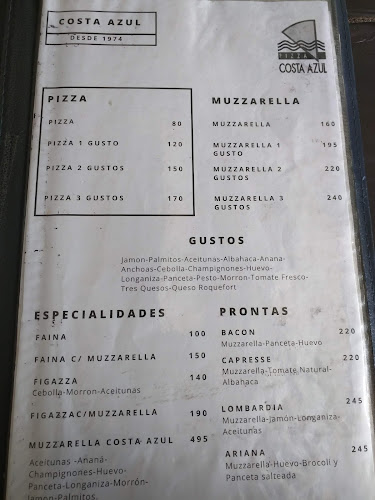 COSTA AZUL
DESDE 1974
PIZZA
COSTA AZUL
PIZZA
PIZZA 80
PIZZA 1 GUSTO 120
PIZZA 2 GUSTOS 150
PIZZA 3 GUSTOS 170
MUZZARELLA
MUZZARELLA 160
MUZZARELLA 1 195
GUSTO
MUZZARELLA 2 220
GUSTOS
MUZZARELLA 3 240
GUSTOS
GUSTOS
Jamon-Palmitos-Aceitunas-Albahaca-Anana-
Anchoas-Cebolla-Champignones-Huevo-
Longaniza-Panceta-Pesto-Morron-Tomate Fresco-
Tres Quesos-Queso Roquefort
ESPECIALIDADES
FAINA 100
FAINA C/ MUZZARELLA 150
FIGAZZA 140
Cebolla-Morron-Aceitunas
FIGAZZAC/MUZZARELLA 190
MUZZARELLA COSTA AZUL 495
Aceitunas -Ananá-
Champignones-Huevo-
Panceta-Longaniza-Morrón-
Jamon-Palmitos.
PRONTAS
BACON 220
Muzzarella-Panceta-Huevo
CAPRESSE 220
Muzzarella-Tomate Natural-
Albahaca
LOMBARDIA 245
Muzzarella-Jamón-Longaniza-
Aceitunas
ARIANA 245
Muzzarella-Huevo-Brocoli y
Panceta salteada